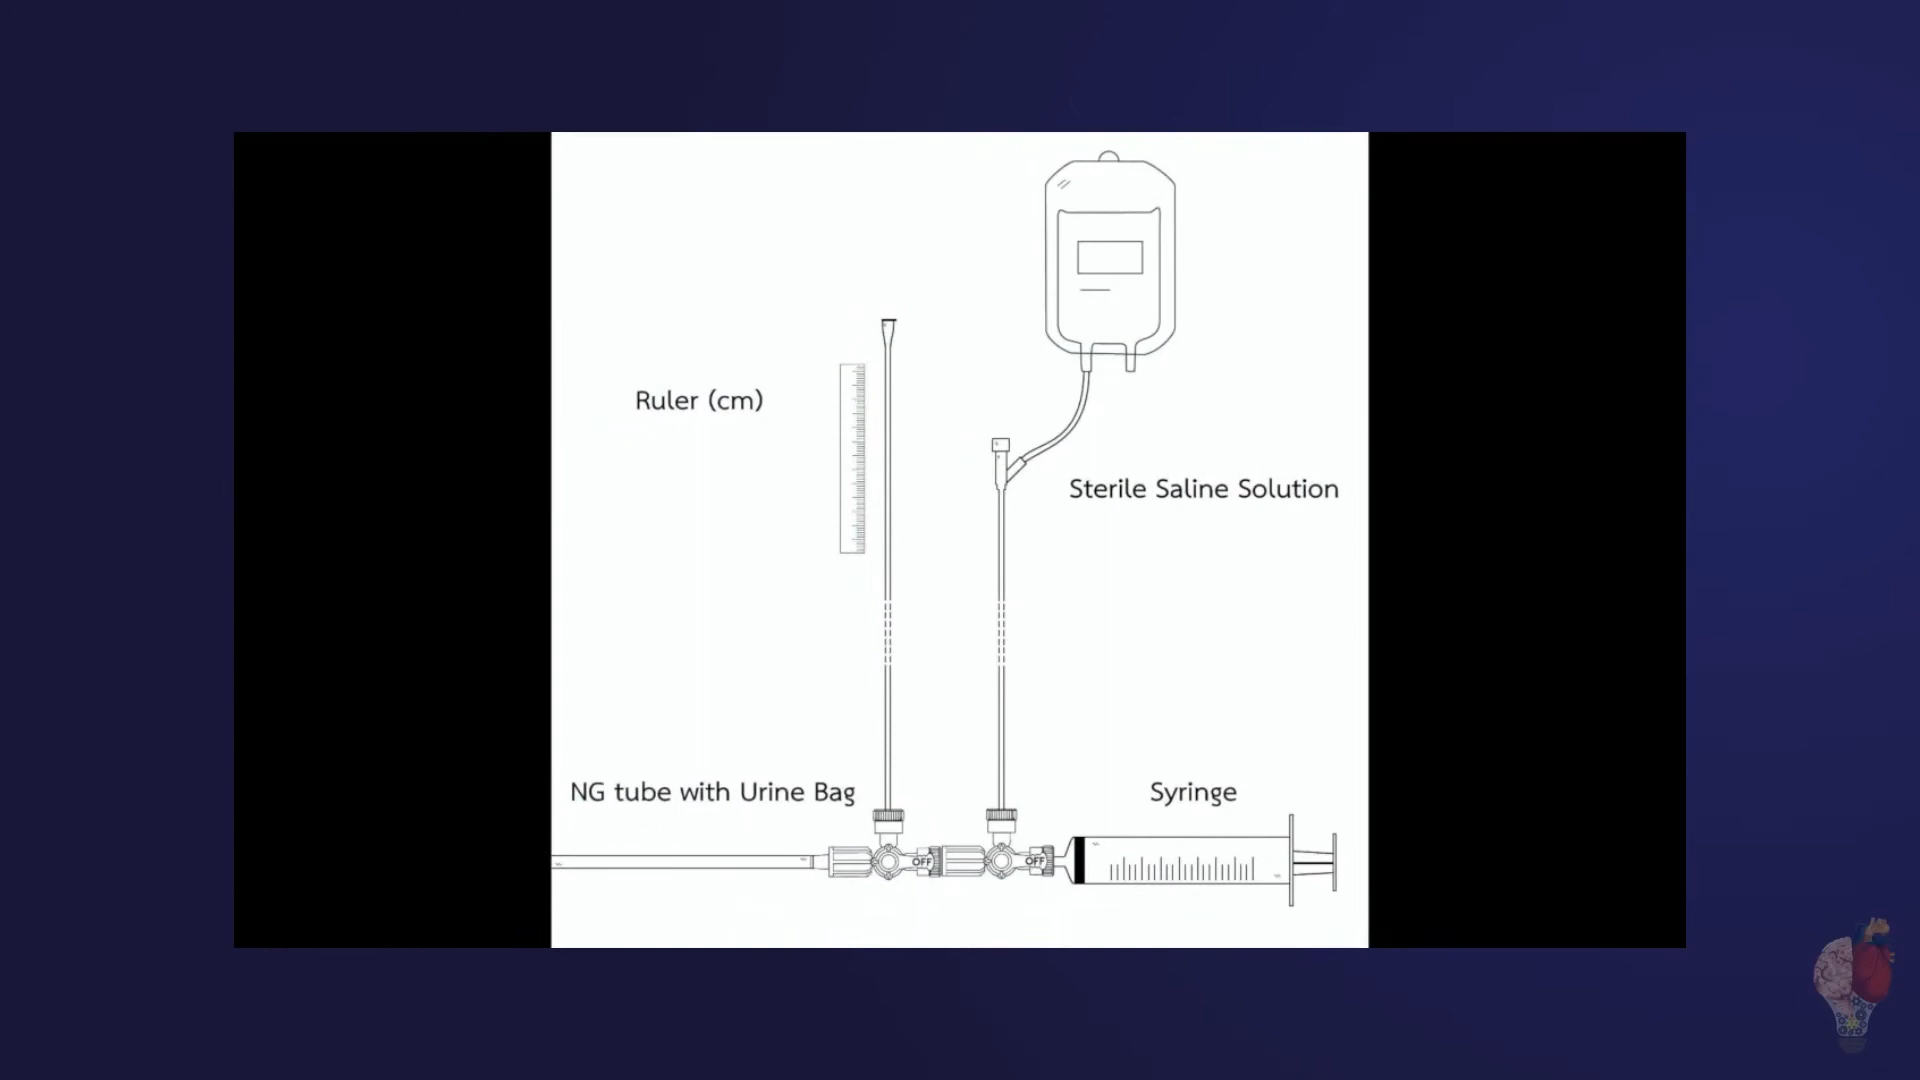 Ruler (cm)
Sterile Saline Solution
NG tube with Urine Bag
Syringe
OFF
OFF